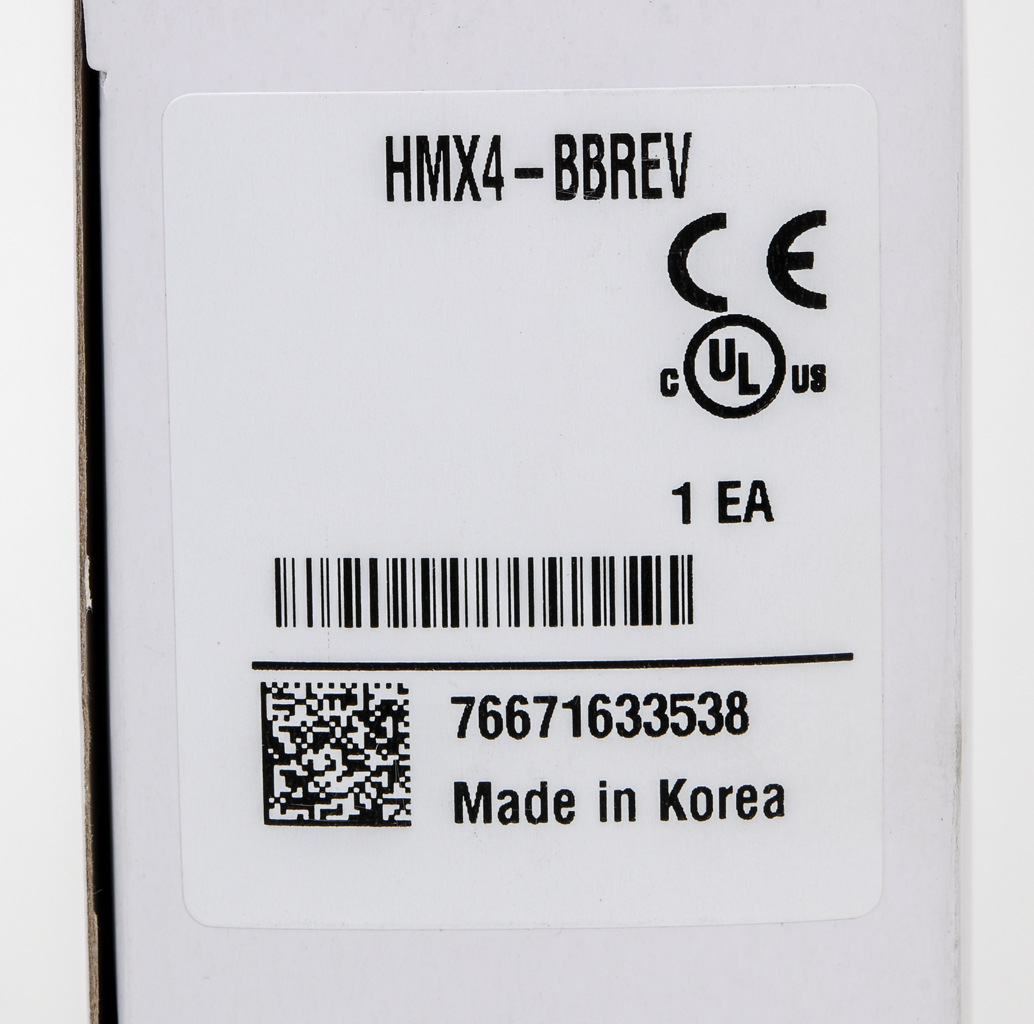 HMX4-BBREV
CE
C UL US
1 EA
76671633538
Made in Korea